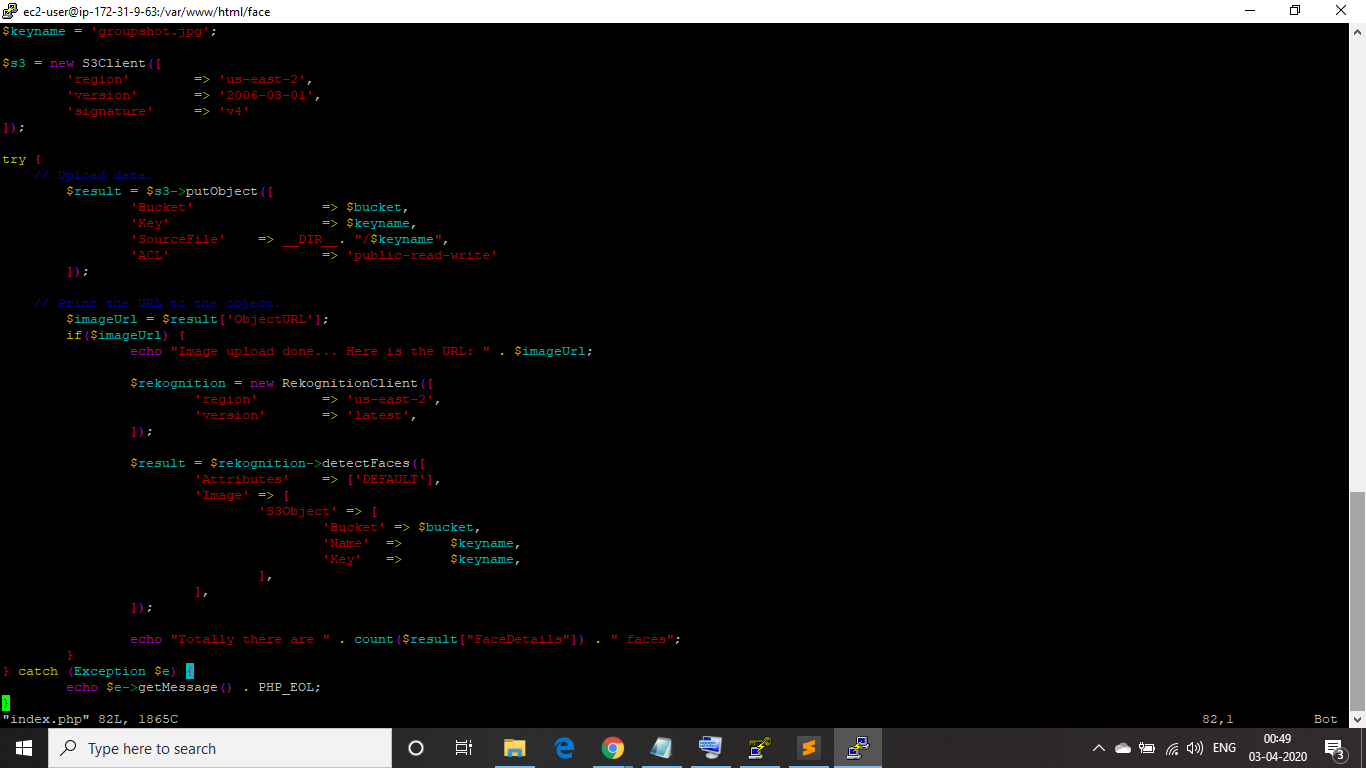 ec2-user@ip-172-31-9-63:/var/www/html/face
$keyname = 'groupshot.jpg';
$s3 = new S3Client([
'region' => 'us-east-2',
'version' => '2006-03-01',
'signature' => 'v4'
]);
try {
// Upload data.
$result = $s3->putObject([
'Bucket' => $bucket,
'Key' => $keyname,
'SourceFile' => __DIR__. "/$keyname",
'ACL' => 'public-read-write'
]);
// Print the URL to the object.
$imageUrl = $result['ObjectURL'];
if($imageUrl) {
echo "Image upload done... Here is the URL: " . $imageUrl;
$rekognition = new RekognitionClient([
'region' => 'us-east-2',
'version' => 'latest',
]);
$result = $rekognition->detectFaces([
'Attributes' => ['DEFAULT'],
'Image' => [
'S3Object' => [
'Bucket' => $bucket,
'Name' => $keyname,
'Key' => $keyname,
],
],
]);
echo "Totally there are " . count($result["FaceDetails"]) . " faces";
}
} catch (Exception $e) {
echo $e->getMessage() . PHP_EOL;
}
"index.php" 82L, 1865C 82,1 Bot
Type here to search
ENG
00:49
03-04-2020
3